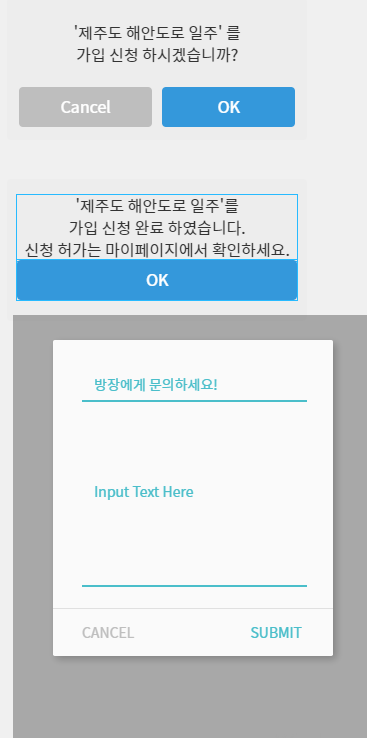 '제주도 해안도로 일주' 를
가입 신청 하시겠습니까?
Cancel OK
'제주도 해안도로 일주'를
가입 신청 완료 하였습니다.
신청 허가는 마이페이지에서 확인하세요.
OK
방장에게 문의하세요!
Input Text Here
CANCEL SUBMIT